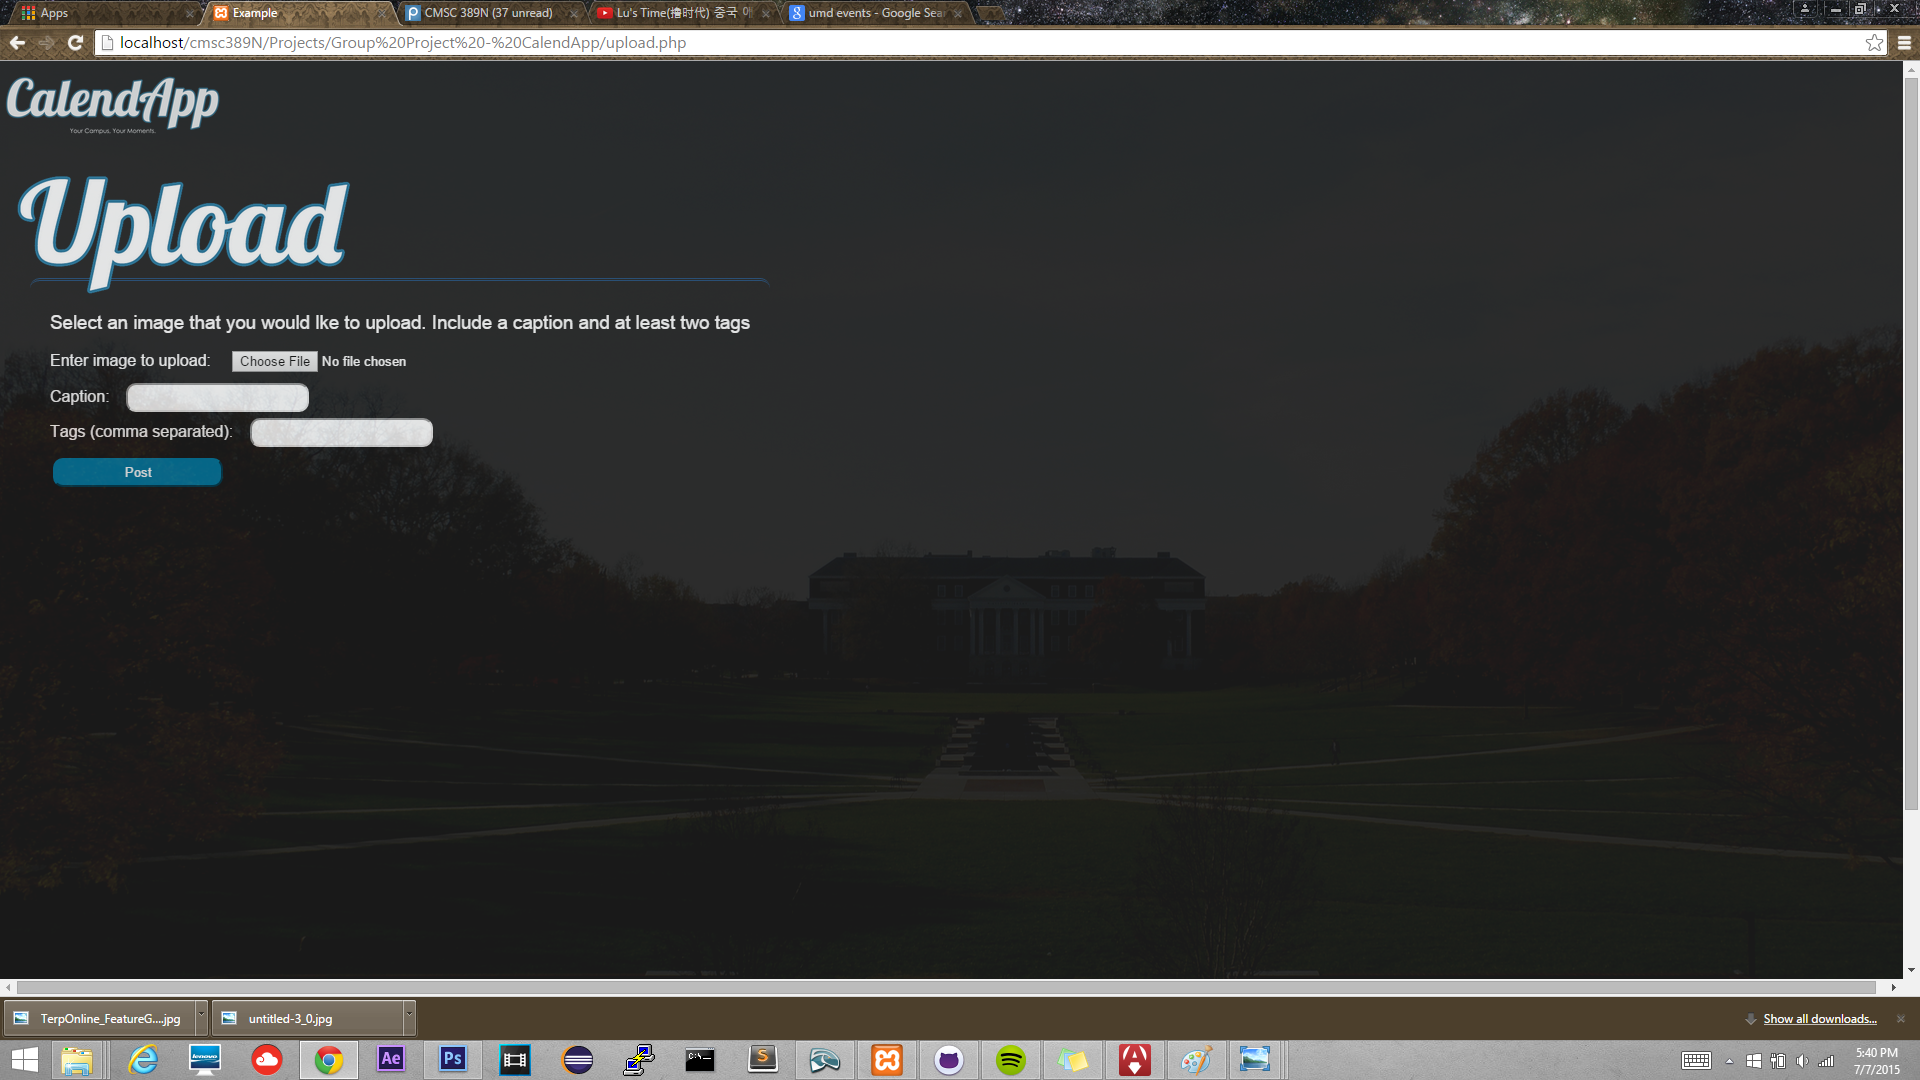 Apps
Example
CMSC 389N (37 unread)
Lu's Time(撸时代) 중국
umd events - Google Sea
localhost/cmsc389N/Projects/Group%20Project%20-%20CalendApp/upload.php
CalendApp
Your Campus. Your Moments.
Upload
Select an image that you would lke to upload. Include a caption and at least two tags
Enter image to upload: Choose File No file chosen
Caption:
Tags (comma separated):
Post
TerpOnline_FeatureG....jpg
untitled-3_0.jpg
Show all downloads...
lenovo
Ae
Ps
C:\_
S
5:40 PM
7/7/2015